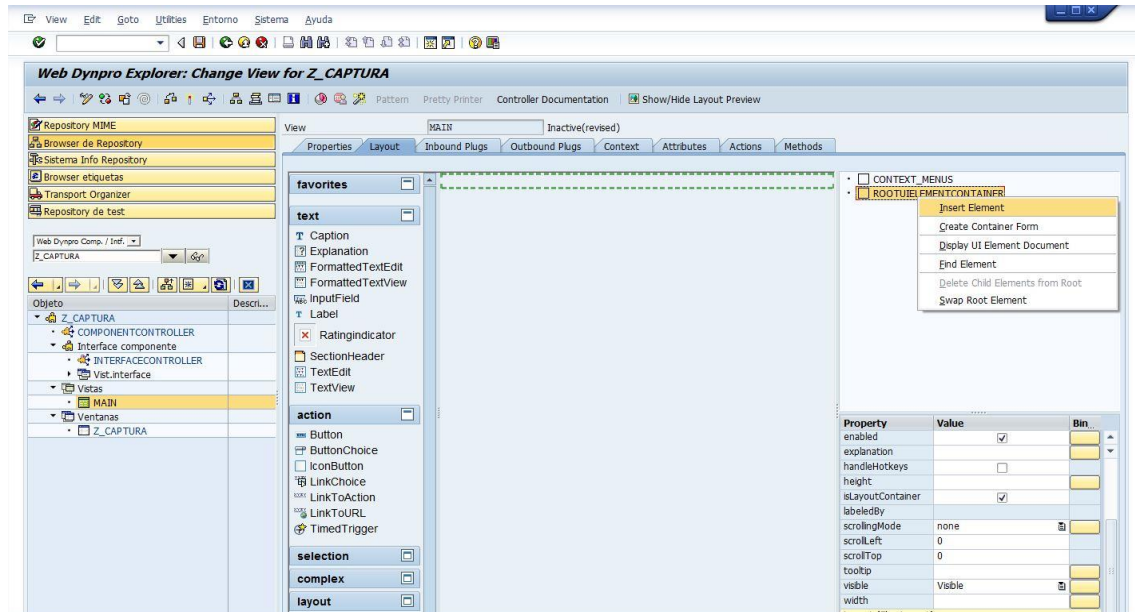 View Edit Goto Utilities Entorno Sistema Ayuda
Web Dynpro Explorer: Change View for Z_CAPTURA
Pattern Pretty Printer Controller Documentation Show/Hide Layout Preview
Repository MIME
Browser de Repository
Sistema Info Repository
Browser etiquetas
Transport Organizer
Repository de test
Web Dynpro Comp. / Intf.
Z_CAPTURA
Objeto Descri...
Z_CAPTURA
COMPONENTCONTROLLER
Interface componente
INTERFACECONTROLLER
Vist.interface
Vistas
MAIN
Ventanas
Z_CAPTURA
View MAIN Inactive(revised)
Properties Layout Inbound Plugs Outbound Plugs Context Attributes Actions Methods
favorites
text
Caption
Explanation
FormattedTextEdit
FormattedTextView
InputField
Label
Ratingindicator
SectionHeader
TextEdit
TextView
action
Button
ButtonChoice
IconButton
LinkChoice
LinkToAction
LinkToURL
TimedTrigger
selection
complex
layout
CONTEXT_MENUS
ROOTUIELEMENTCONTAINER
Insert Element
Create Container Form
Display UI Element Document
Find Element
Delete Child Elements from Root
Swap Root Element
Property Value Bin...
enabled
explanation
handleHotkeys
height
isLayoutContainer
labeledBy
scrollingMode none
scrollLeft 0
scrollTop 0
tooltip
visible Visible
width